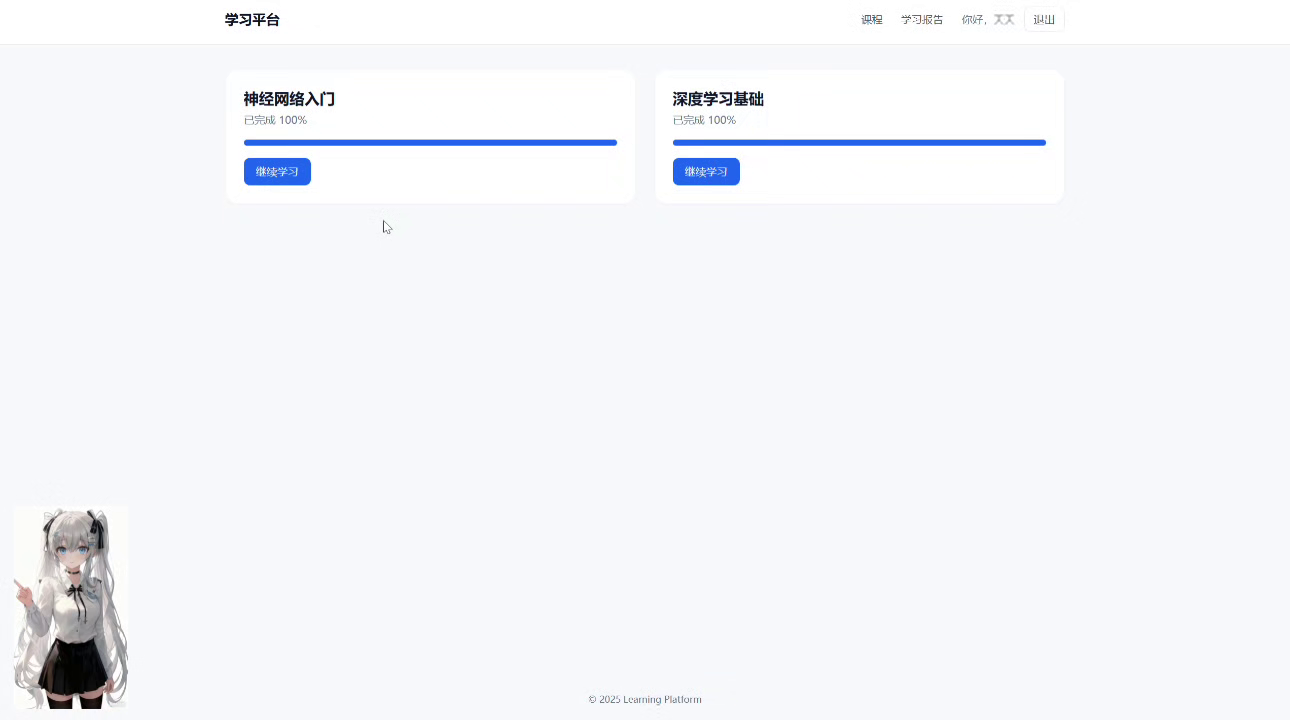 学习平台
课程 学习报告 你好, 退出
神经网络入门
已完成 100%
继续学习
深度学习基础
已完成 100%
继续学习
© 2025 Learning Platform